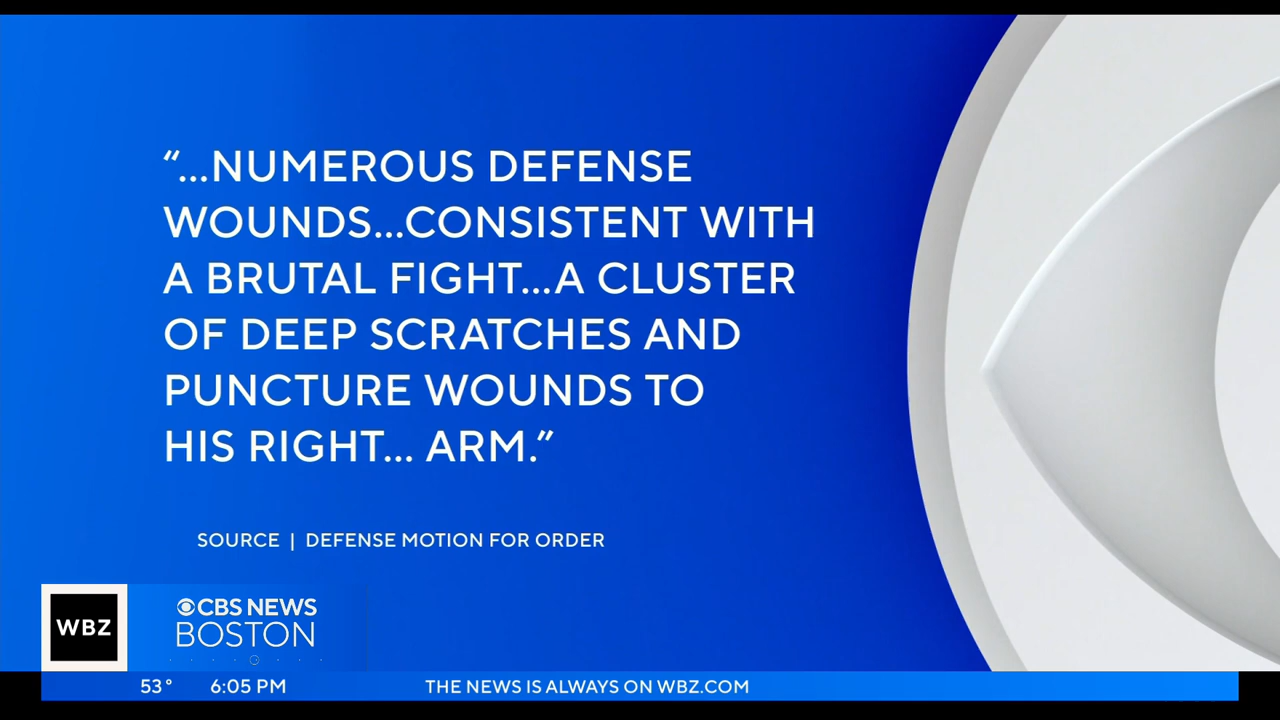 “...NUMEROUS DEFENSE
WOUNDS...CONSISTENT WITH
A BRUTAL FIGHT...A CLUSTER
OF DEEP SCRATCHES AND
PUNCTURE WOUNDS TO
HIS RIGHT... ARM.”
SOURCE | DEFENSE MOTION FOR ORDER
WBZ
CBS NEWS
BOSTON
53° 6:05 PM THE NEWS IS ALWAYS ON WBZ.COM